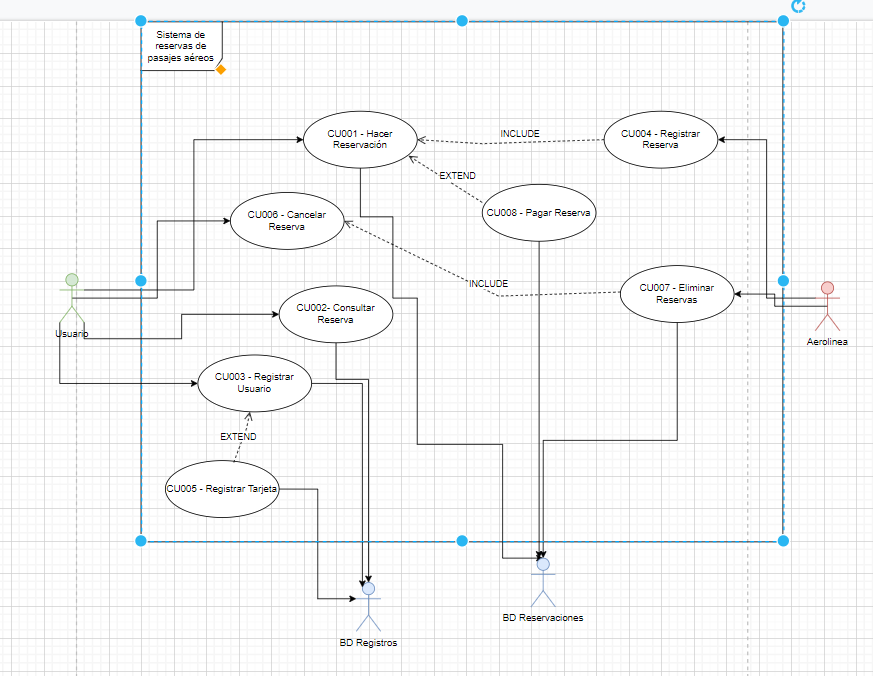 Sistema de
reservas de
pasajes aéreos
CU001 - Hacer
Reservación
INCLUDE
CU004 - Registrar
Reserva
EXTEND
CU006 - Cancelar
Reserva
CU008 - Pagar Reserva
INCLUDE
CU007 - Eliminar
Reservas
CU002- Consultar
Reserva
Usuario
Aerolinea
CU003 - Registrar
Usuario
EXTEND
CU005 - Registrar Tarjeta
BD Reservaciones
BD Registros